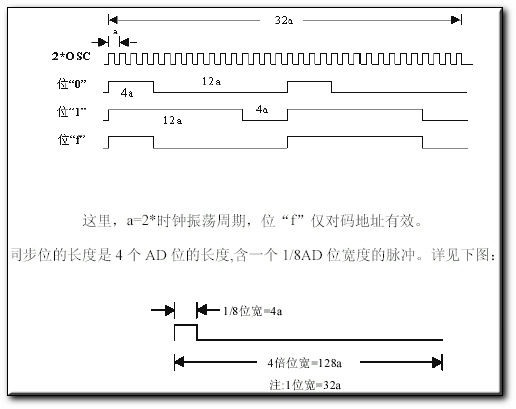 32a
a
2*OSC
位“0” 4a 12a
位“1” 12a 4a
位“f”
这里，a=2*时钟振荡周期，位“f”仅对码地址有效。
同步位的长度是 4 个 AD 位的长度,含一个 1/8AD 位宽度的脉冲。详见下图：
1/8位宽=4a
4倍位宽=128a
注:1位宽=32a